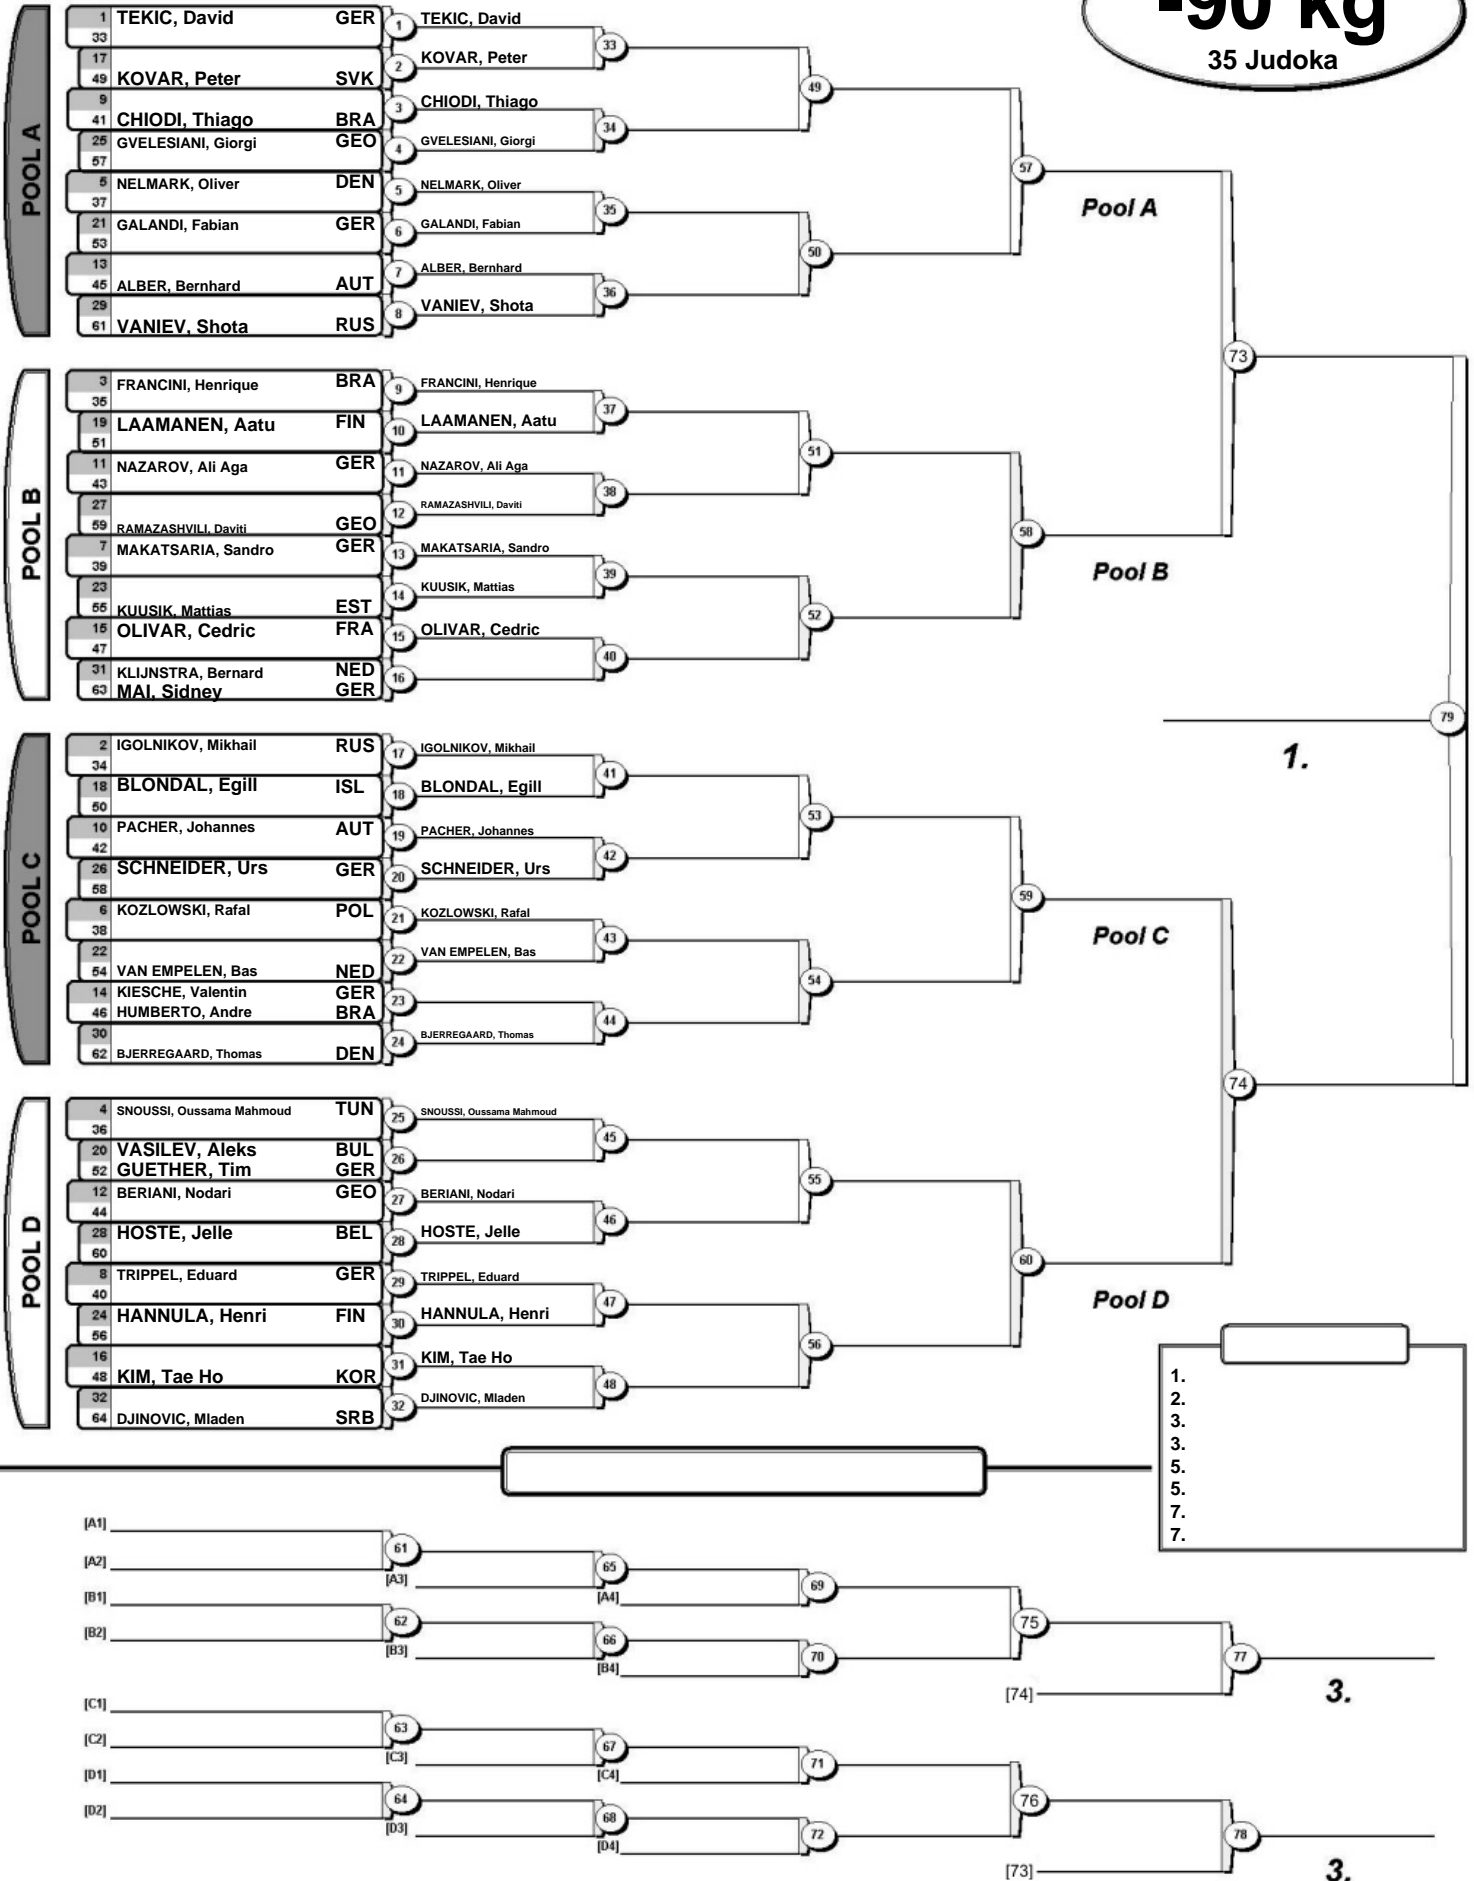 -90 kg
35 Judoka
POOL A
1 TEKIC, David GER 1 TEKIC, David
33
33
17
2 KOVAR, Peter
49 KOVAR, Peter SVK
49
9
3 CHIODI, Thiago
41 CHIODI, Thiago BRA
34
25 GVELESIANI, Giorgi GEO 4 GVELESIANI, Giorgi
57
57
5 NELMARK, Oliver DEN 5 NELMARK, Oliver
37
35
Pool A
21 GALANDI, Fabian GER 6 GALANDI, Fabian
53
50
13
7 ALBER, Bernhard
45 ALBER, Bernhard AUT
36
29
8 VANIEV, Shota
61 VANIEV, Shota RUS
73
POOL B
3 FRANCINI, Henrique BRA 9 FRANCINI, Henrique
35
37
19 LAAMANEN, Aatu FIN 10 LAAMANEN, Aatu
51
51
11 NAZAROV, Ali Aga GER 11 NAZAROV, Ali Aga
43
38
27
12 RAMAZASHVILI, Daviti
59 RAMAZASHVILI, Daviti GEO
58
7 MAKATSARIA, Sandro GER 13 MAKATSARIA, Sandro
39
39
Pool B
23
14 KUUSIK, Mattias
55 KUUSIK, Mattias EST
52
15 OLIVAR, Cedric FRA 15 OLIVAR, Cedric
47
40
31 KLIJNSTRA, Bernard NED
16
63 MAI, Sidney GER
79
1.
POOL C
2 IGOLNIKOV, Mikhail RUS 17 IGOLNIKOV, Mikhail
34
41
18 BLONDAL, Egill ISL 18 BLONDAL, Egill
50
53
10 PACHER, Johannes AUT 19 PACHER, Johannes
42
42
26 SCHNEIDER, Urs GER 20 SCHNEIDER, Urs
58
59
6 KOZLOWSKI, Rafal POL 21 KOZLOWSKI, Rafal
38
43
Pool C
22
22 VAN EMPELEN, Bas
54 VAN EMPELEN, Bas NED
54
14 KIESCHE, Valentin GER
23
46 HUMBERTO, Andre BRA
44
30
24 BJERREGAARD, Thomas
62 BJERREGAARD, Thomas DEN
74
POOL D
4 SNOUSSI, Oussama Mahmoud TUN 25 SNOUSSI, Oussama Mahmoud
36
45
20 VASILEV, Aleks BUL
26
52 GUETHER, Tim GER
55
12 BERIANI, Nodari GEO 27 BERIANI, Nodari
44
46
28 HOSTE, Jelle BEL 28 HOSTE, Jelle
60
60
8 TRIPPEL, Eduard GER 29 TRIPPEL, Eduard
40
47
Pool D
24 HANNULA, Henri FIN 30 HANNULA, Henri
56
56
16
31 KIM, Tae Ho
48 KIM, Tae Ho KOR
48
32
32 DJINOVIC, Mladen
64 DJINOVIC, Mladen SRB
1.
2.
3.
3.
5.
5.
7.
7.
[A1]
61
[A2]
[A3]
65
[A4]
69
[B1]
62
[B2]
[B3]
66
[B4]
70
75
77
[74]
3.
[C1]
63
[C2]
[C3]
67
[C4]
71
[D1]
64
[D2]
[D3]
68
[D4]
72
76
78
[73]
3.